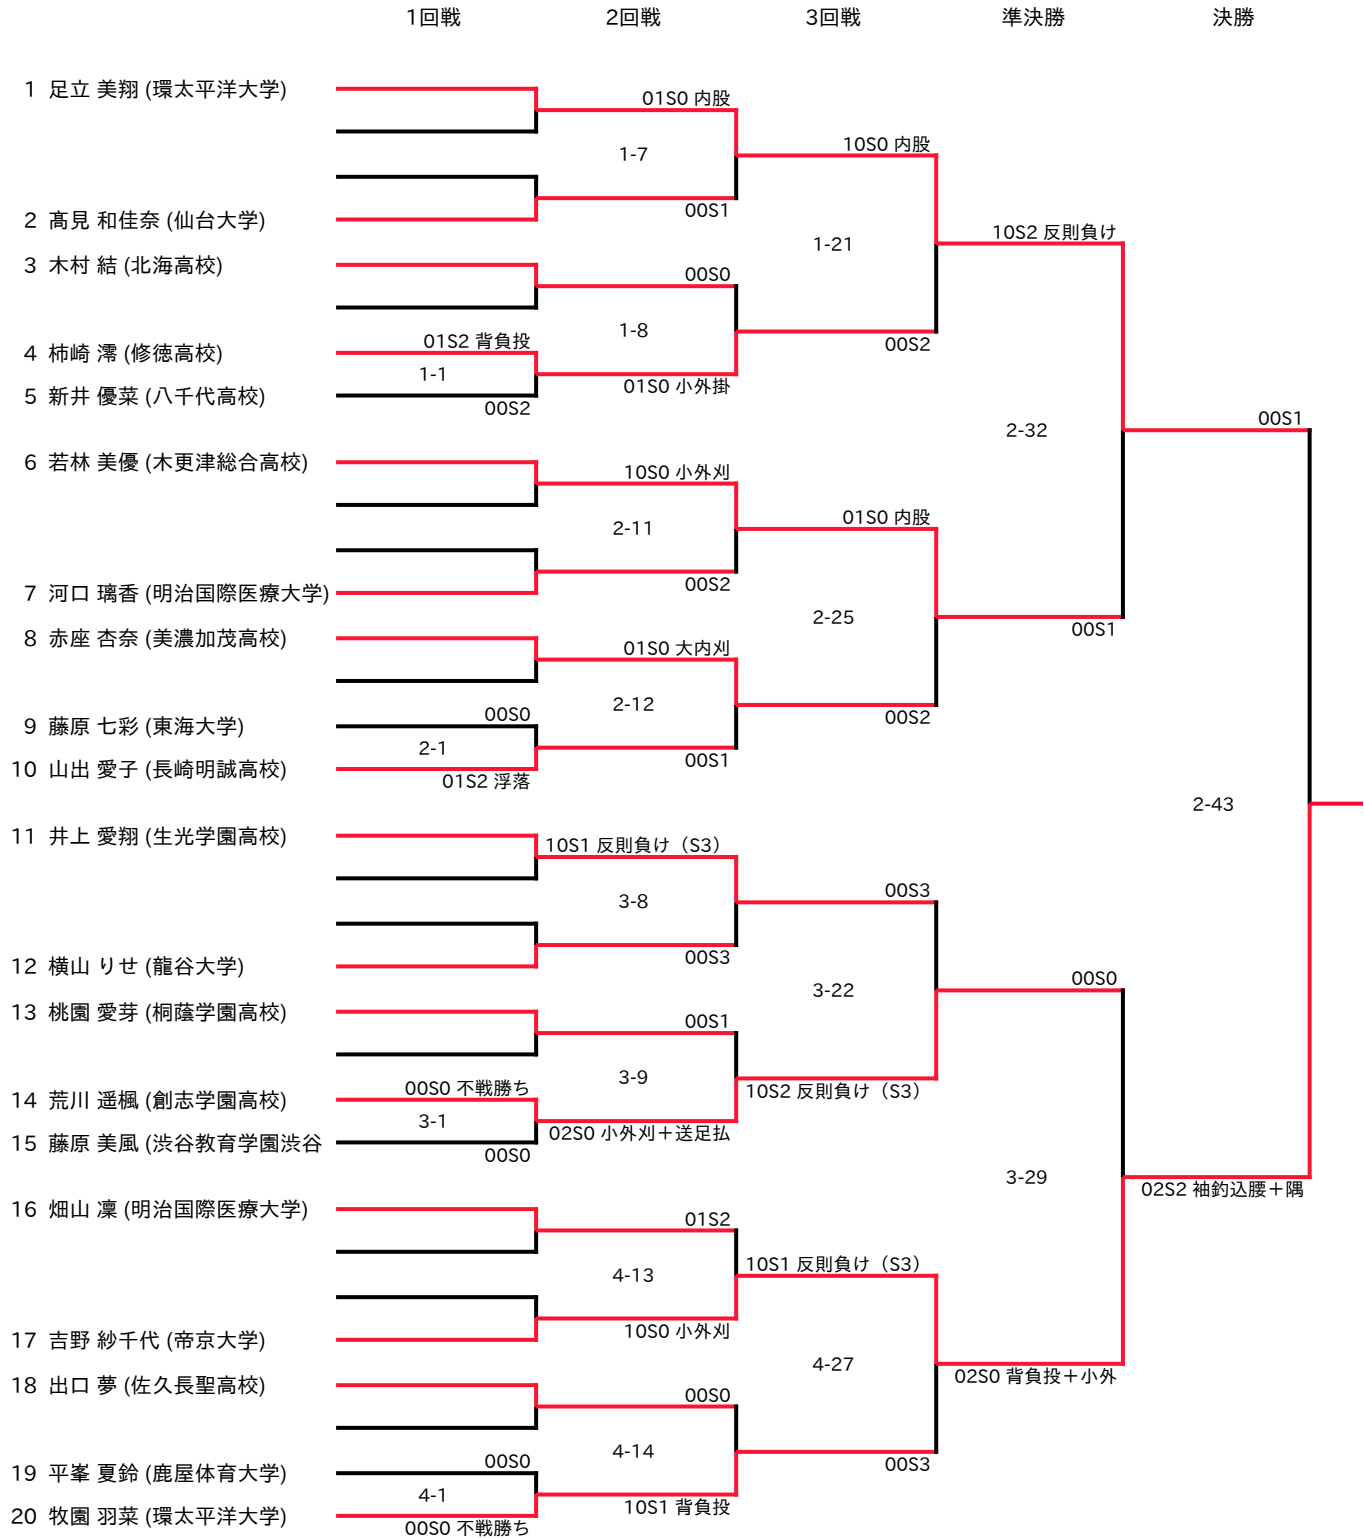 1回戦 2回戦 3回戦 準決勝 決勝
1 足立 美翔 (環太平洋大学)
01S0 内股
10S0 内股
1-7
00S1
2 髙見 和佳奈 (仙台大学)
10S2 反則負け
1-21
3 木村 結 (北海高校)
00S0
1-8
00S2
01S2 背負投
4 柿崎 澪 (修徳高校)
1-1
01S0 小外掛
5 新井 優菜 (八千代高校)
00S2
00S1
2-32
6 若林 美優 (木更津総合高校)
10S0 小外刈
01S0 内股
2-11
00S2
7 河口 璃香 (明治国際医療大学)
2-25
00S1
8 赤座 杏奈 (美濃加茂高校)
01S0 大内刈
2-12
00S2
00S0
9 藤原 七彩 (東海大学)
2-1
00S1
10 山出 愛子 (長崎明誠高校)
01S2 浮落
2-43
11 井上 愛翔 (生光学園高校)
10S1 反則負け（S3）
00S3
3-8
00S3
12 横山 りせ (龍谷大学)
00S0
3-22
13 桃園 愛芽 (桐蔭学園高校)
00S1
3-9
10S2 反則負け（S3）
00S0 不戦勝ち
14 荒川 遥楓 (創志学園高校)
3-1
02S0 小外刈＋送足払
15 藤原 美風 (渋谷教育学園渋谷
00S0
3-29
02S2 袖釣込腰＋隅
16 畑山 凜 (明治国際医療大学)
01S2
10S1 反則負け（S3）
4-13
10S0 小外刈
17 吉野 紗千代 (帝京大学)
4-27
02S0 背負投＋小外
18 出口 夢 (佐久長聖高校)
00S0
4-14
00S3
00S0
19 平峯 夏鈴 (鹿屋体育大学)
4-1
10S1 背負投
20 牧園 羽菜 (環太平洋大学)
00S0 不戦勝ち